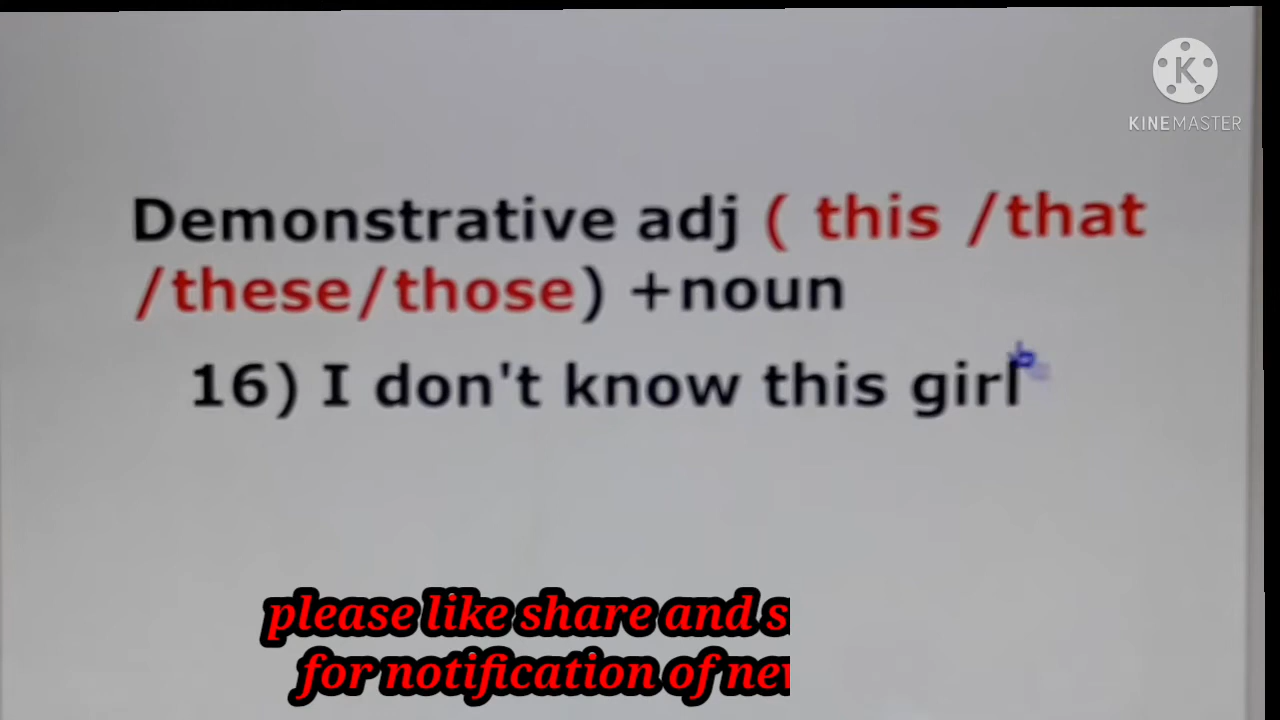 KINEMASTER
Demonstrative adj ( this /that
/these/those) +noun
16) I don't know this girl
please like share and s
for notification of